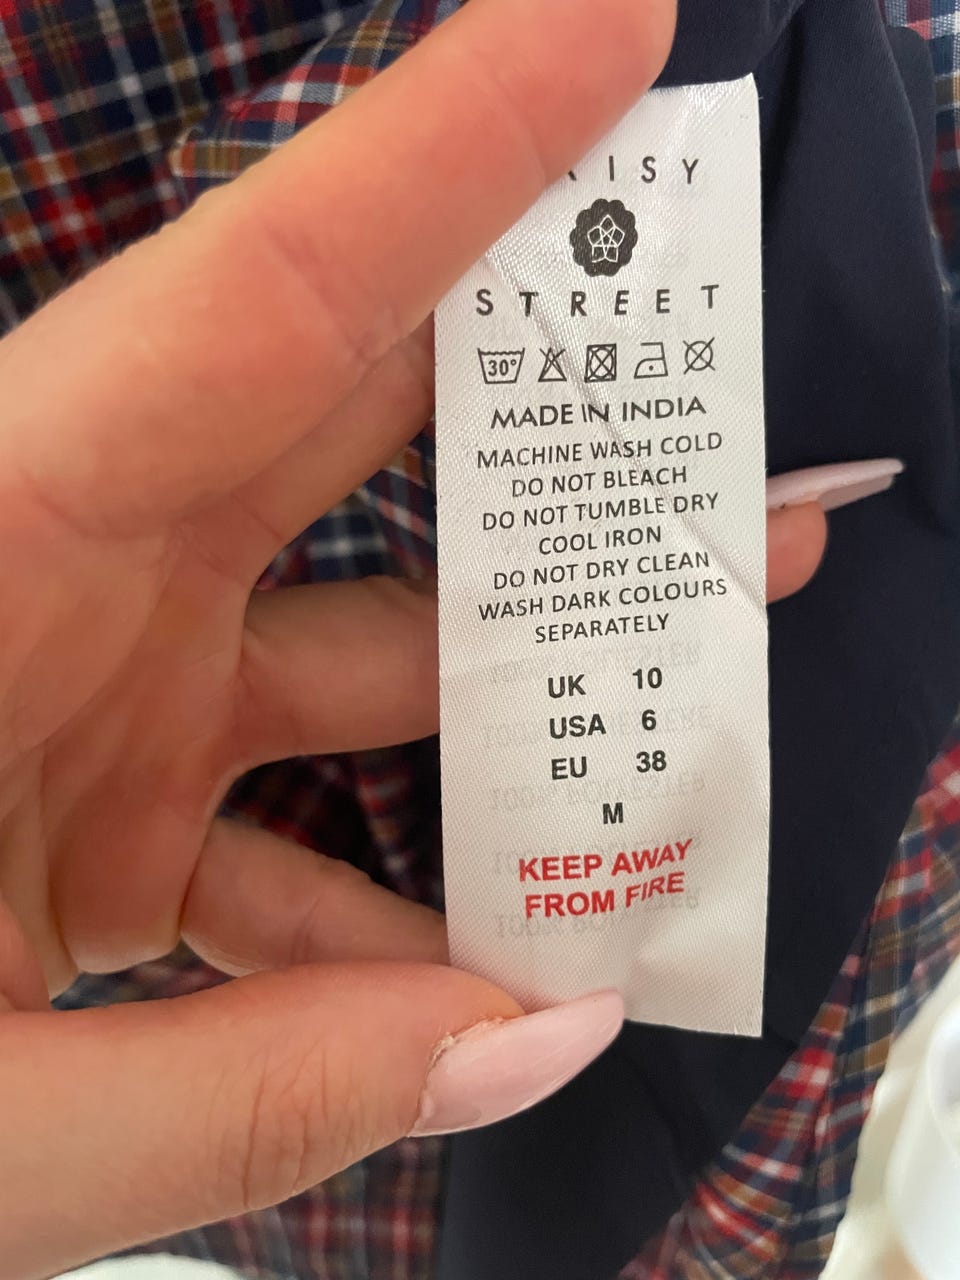 I S Y
S T R E E T
30°
MADE IN INDIA
MACHINE WASH COLD
DO NOT BLEACH
DO NOT TUMBLE DRY
COOL IRON
DO NOT DRY CLEAN
WASH DARK COLOURS
SEPARATELY
UK 10
USA 6
EU 38
M
KEEP AWAY
FROM FIRE